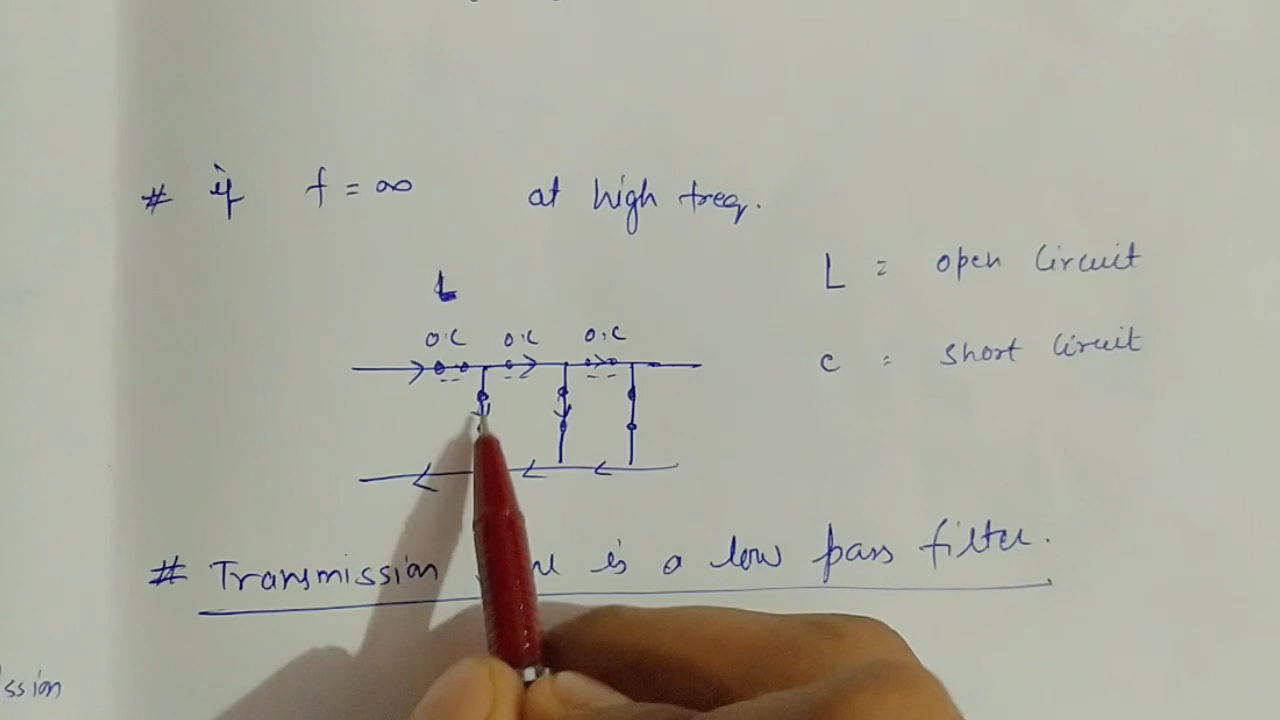 # if f = ∞ at high freq.
L
L = open Circuit
O.C O.C O.C
C = short Circuit
# Transmission is a low pass filter.
ssion